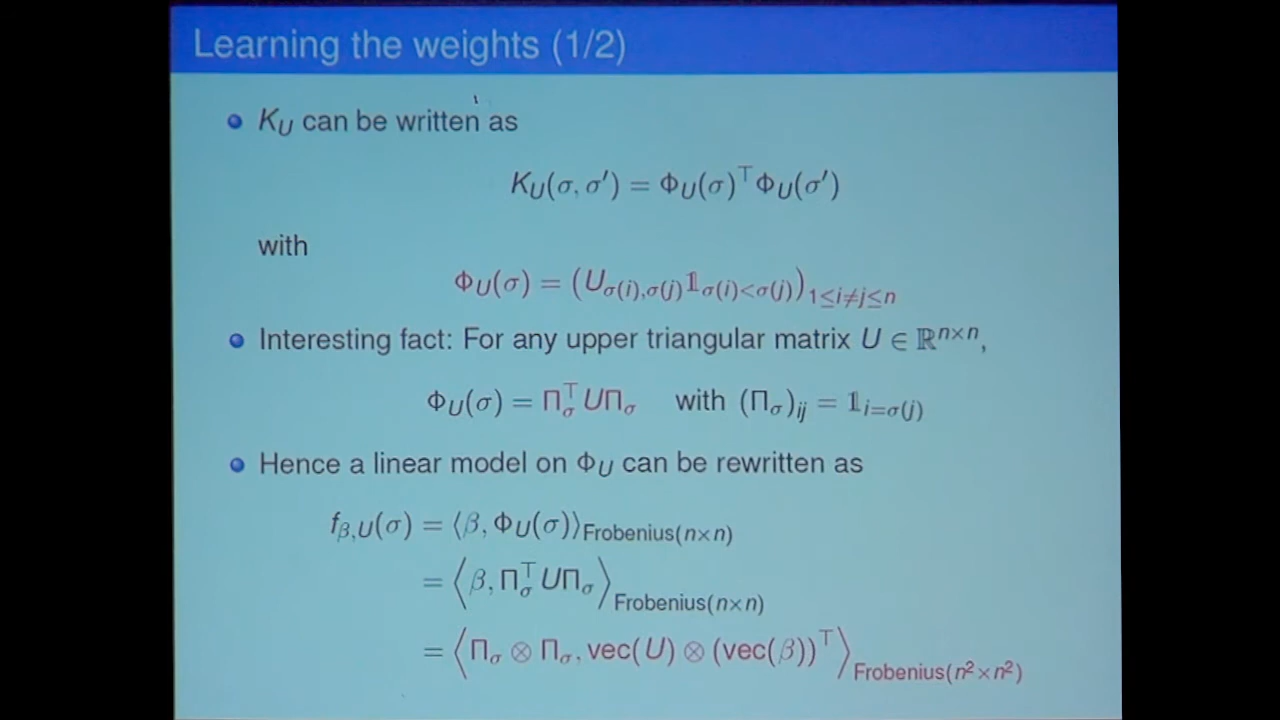 Learning the weights (1/2)
K_U can be written as
K_U(σ, σ′) = Φ_U(σ)^⊤ Φ_U(σ′)
with
Φ_U(σ) = (U_{σ(i),σ(j)} 𝟙_{σ(i)<σ(j)})_{1≤i≠j≤n}
Interesting fact: For any upper triangular matrix U ∈ ℝ^{n×n},
Φ_U(σ) = Π_σ^⊤ U Π_σ with (Π_σ)_{ij} = 𝟙_{i=σ(j)}
Hence a linear model on Φ_U can be rewritten as
f_{β,U}(σ) = ⟨β, Φ_U(σ)⟩_{Frobenius(n×n)}
= ⟨β, Π_σ^⊤ U Π_σ⟩_{Frobenius(n×n)}
= ⟨Π_σ ⊗ Π_σ, vec(U) ⊗ (vec(β))^⊤⟩_{Frobenius(n²×n²)}